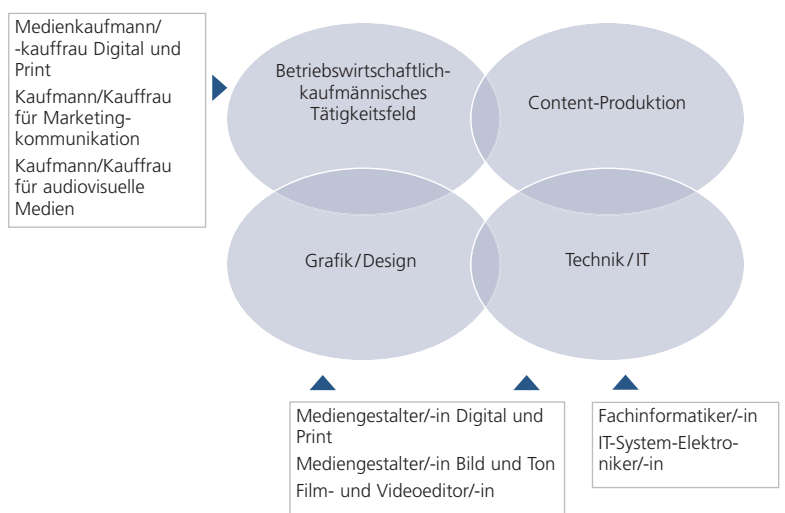 Medienkaufmann/
-kauffrau Digital und
Print
Kaufmann/Kauffrau
für Marketing-
kommunikation
Kaufmann/Kauffrau
für audiovisuelle
Medien
Betriebswirtschaftlich-
kaufmännisches
Tätigkeitsfeld
Content-Produktion
Grafik/Design
Technik/IT
Mediengestalter/-in Digital und
Print
Mediengestalter/-in Bild und Ton
Film- und Videoeditor/-in
Fachinformatiker/-in
IT-System-Elektro-
niker/-in